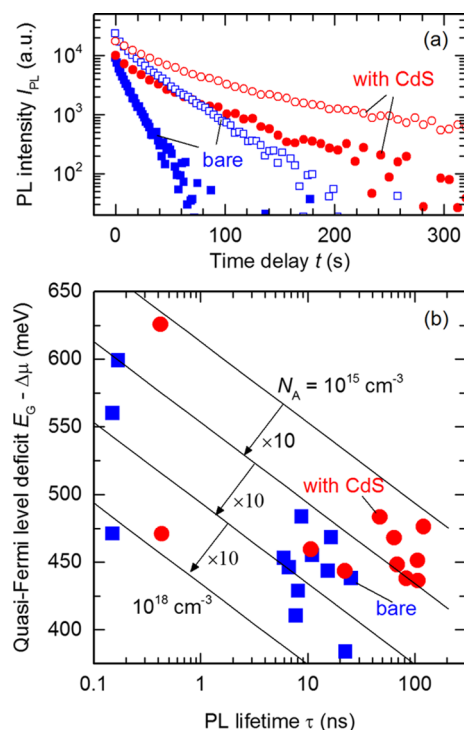 (a)
with CdS
bare
PL intensity I_PL (a.u.)
10^4
10^3
10^2
0 100 200 300
Time delay t (s)
(b)
N_A = 10^15 cm^-3
×10
×10
×10
10^18 cm^-3
with CdS
bare
Quasi-Fermi level deficit E_G - Δμ (meV)
650
600
550
500
450
400
0.1 1 10 100
PL lifetime τ (ns)